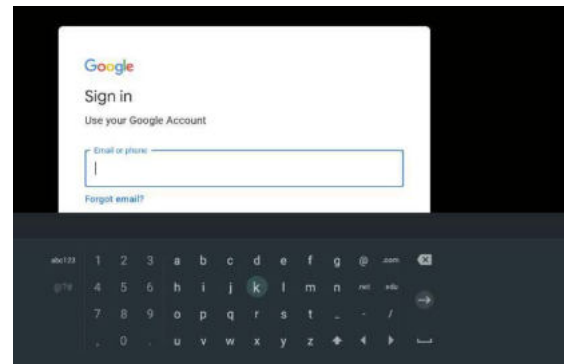 Google
Sign in
Use your Google Account
Email or phone
Forgot email?
abc123 1 2 3 a b c d e f g @ .com
4 5 6 h i j k l m n .net .edu
7 8 9 o p q r s t _ - /
, 0 . u v w x y z